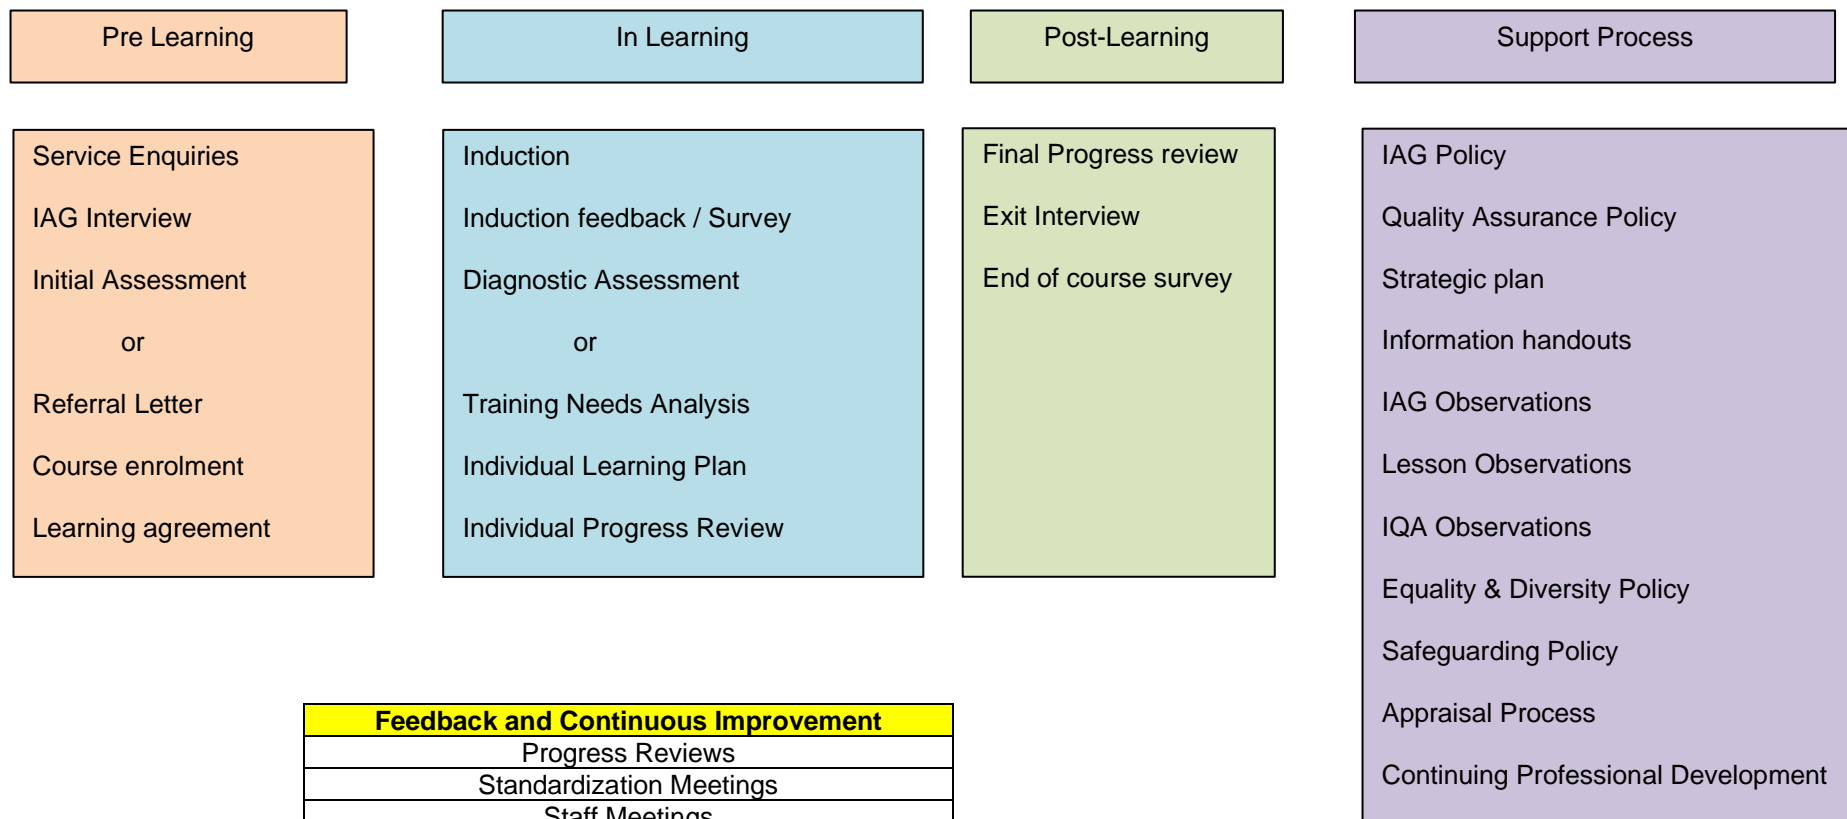 Pre Learning
In Learning
Post-Learning
Support Process
Service Enquiries
IAG Interview
Initial Assessment
or
Referral Letter
Course enrolment
Learning agreement
Induction
Induction feedback / Survey
Diagnostic Assessment
or
Training Needs Analysis
Individual Learning Plan
Individual Progress Review
Final Progress review
Exit Interview
End of course survey
IAG Policy
Quality Assurance Policy
Strategic plan
Information handouts
IAG Observations
Lesson Observations
IQA Observations
Equality & Diversity Policy
Safeguarding Policy
Appraisal Process
Continuing Professional Development
Feedback and Continuous Improvement
Progress Reviews
Standardization Meetings
Staff Meetings